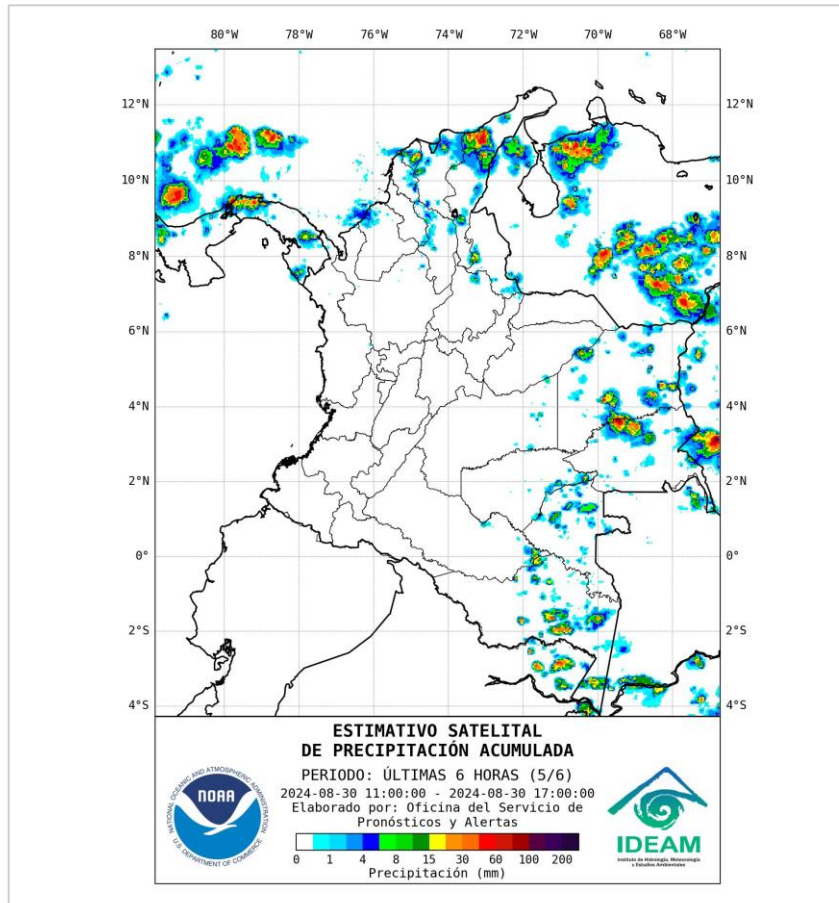 80°W 78°W 76°W 74°W 72°W 70°W 68°W
12°N 12°N
10°N 10°N
8°N 8°N
6°N 6°N
4°N 4°N
2°N 2°N
0° 0°
2°S 2°S
4°S 4°S
ESTIMATIVO SATELITAL
DE PRECIPITACIÓN ACUMULADA
PERIODO: ÚLTIMAS 6 HORAS (5/6)
2024-08-30 11:00:00 - 2024-08-30 17:00:00
Elaborado por: Oficina del Servicio de
Pronósticos y Alertas
0 1 4 8 15 30 60 100 200
Precipitación (mm)
NATIONAL OCEANIC AND ATMOSPHERIC ADMINISTRATION
NOAA
U.S. DEPARTMENT OF COMMERCE
IDEAM
Instituto de Hidrología, Meteorología
y Estudios Ambientales